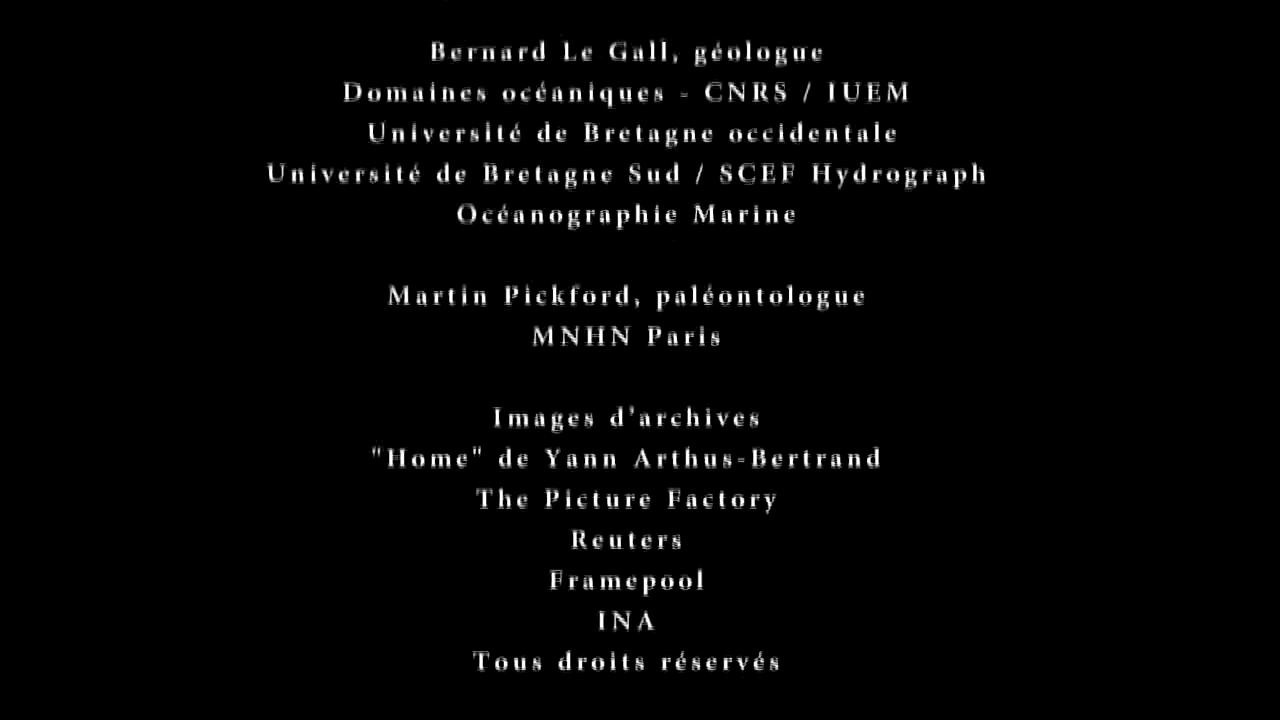 Bernard Le Gall, géologue
Domaines océaniques - CNRS / IUEM
Université de Bretagne occidentale
Université de Bretagne Sud / SCEF Hydrograph
Océanographie Marine
Martin Pickford, paléontologue
MNHN Paris
Images d'archives
"Home" de Yann Arthus-Bertrand
The Picture Factory
Reuters
Framepool
INA
Tous droits réservés